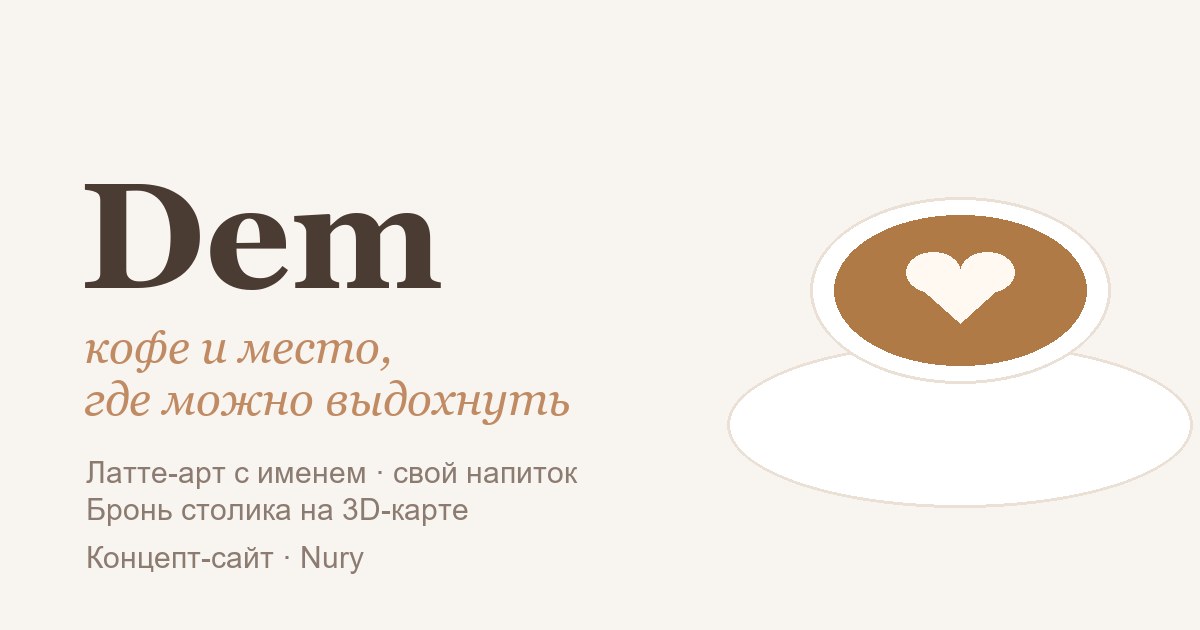 Dem
кофе и место,
где можно выдохнуть
Латте-арт с именем · свой напиток
Бронь столика на 3D-карте
Концепт-сайт · Nury